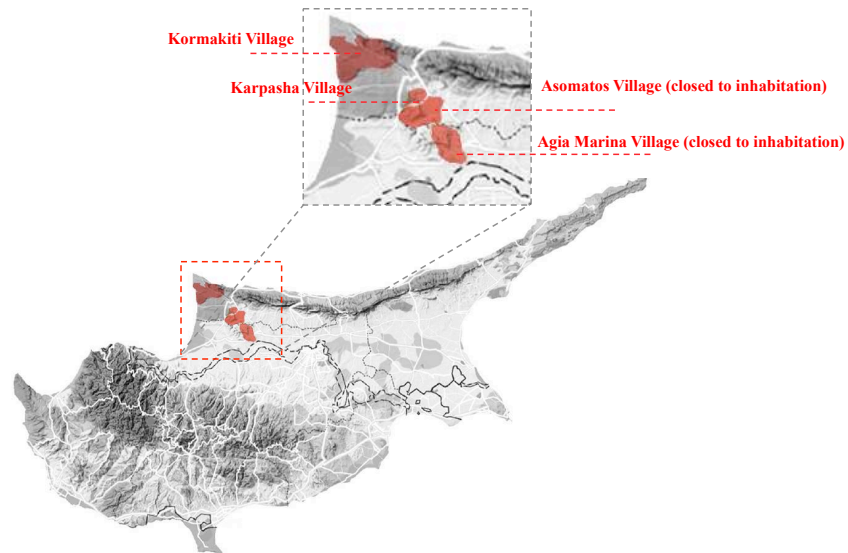 Kormakiti Village
Karpasha Village
Asomatos Village (closed to inhabitation)
Agia Marina Village (closed to inhabitation)